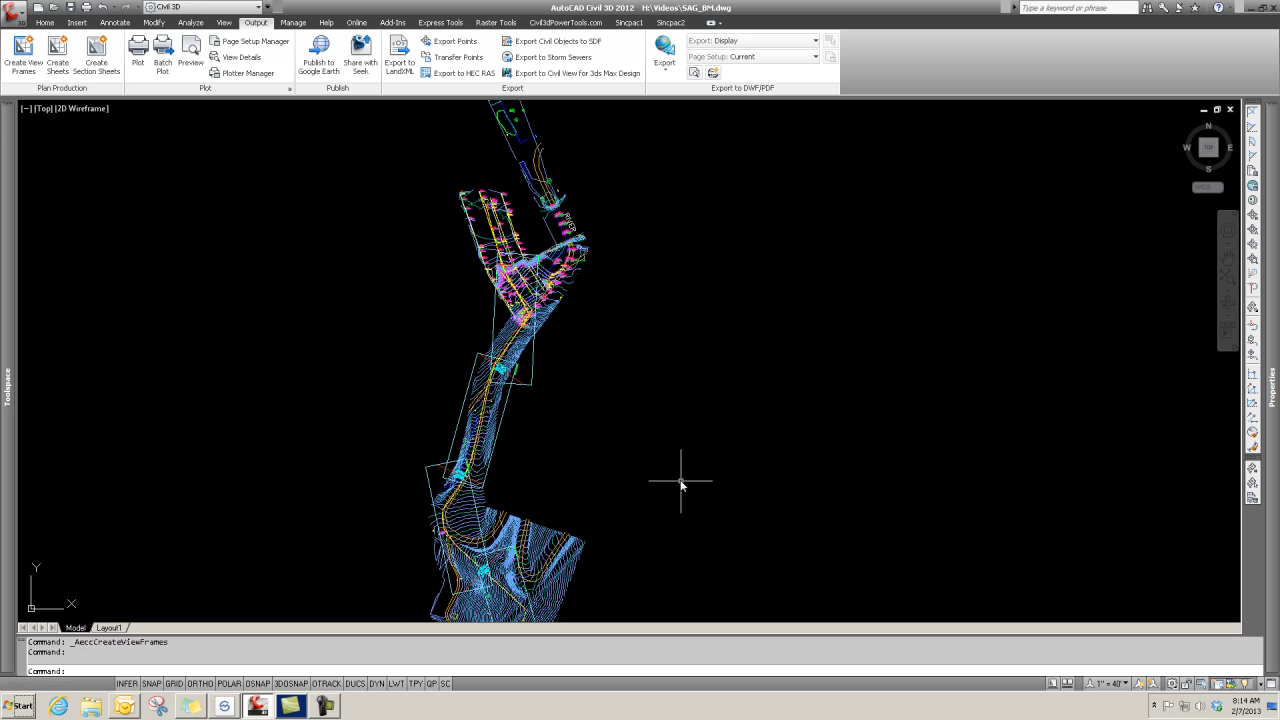 AutoCAD Civil 3D 2012 H:\Videos\SAG_BM.dwg
Civil 3D
Type a keyword or phrase
Home Insert Annotate Modify Analyze View Output Manage Help Online Add-Ins Express Tools Raster Tools Civil3dPowerTools.com Sincpac1 Sincpac2
Create View Frames
Create Sheets
Create Section Sheets
Plot
Batch Plot
Preview
Page Setup Manager
View Details
Plotter Manager
Publish to Google Earth
Share with Seek
Export to LandXML
Export Points
Transfer Points
Export to HEC RAS
Export Civil Objects to SDF
Export to Storm Sewers
Export to Civil View for 3ds Max Design
Export
Export: Display
Page Setup: Current
Plan Production
Plot
Publish
Export
Export to DWF/PDF
[−] [Top] [2D Wireframe]
N
W TOP E
S
WCS
RIVER
Toolspace
Properties
Y
X
Model Layout1
Command: _AeccCreateViewFrames
Command:
Command:
INFER SNAP GRID ORTHO POLAR OSNAP 3DOSNAP OTRACK DUCS DYN LWT TPY QP SC
1" = 40'
Start
8:14 AM
2/7/2013